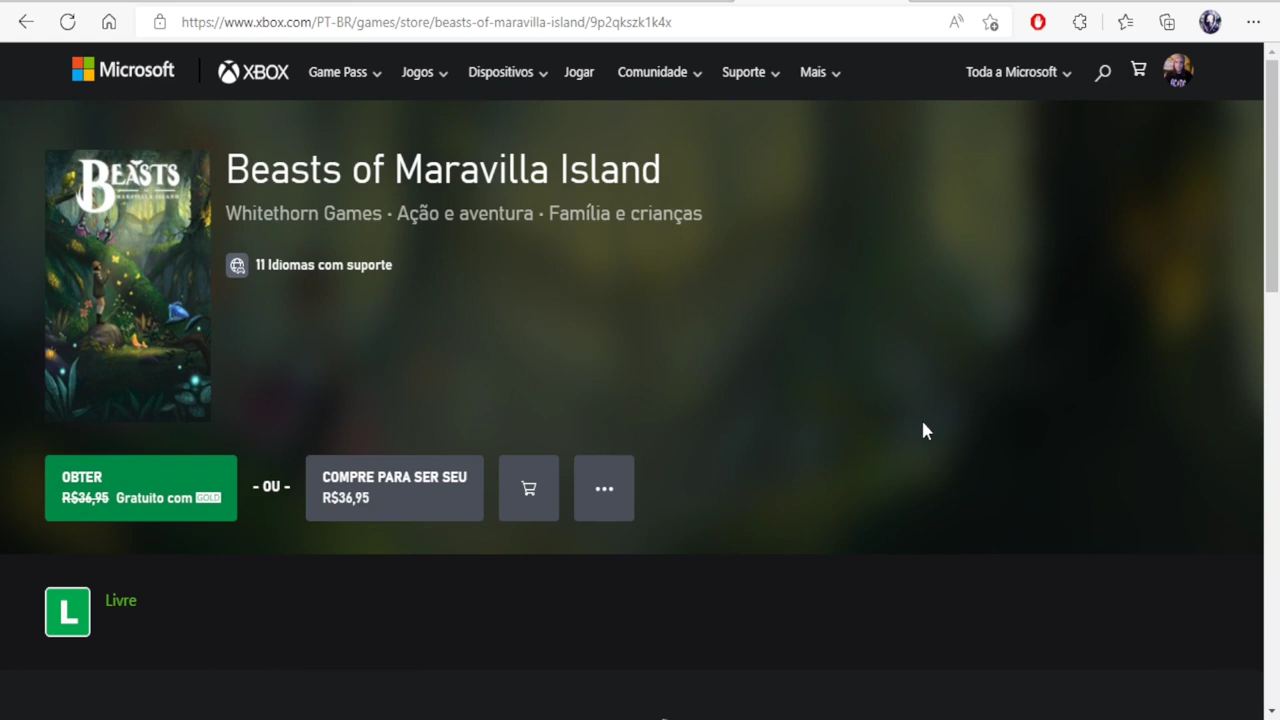 https://www.xbox.com/PT-BR/games/store/beasts-of-maravilla-island/9p2qkszk1k4x
Microsoft
XBOX
Game Pass
Jogos
Dispositivos
Jogar
Comunidade
Suporte
Mais
Toda a Microsoft
BEASTS
MARAVILLA ISLAND
Beasts of Maravilla Island
Whitethorn Games · Ação e aventura · Família e crianças
11 Idiomas com suporte
OBTER
R$36,95 Gratuito com GOLD
- OU -
COMPRE PARA SER SEU
R$36,95
L
Livre